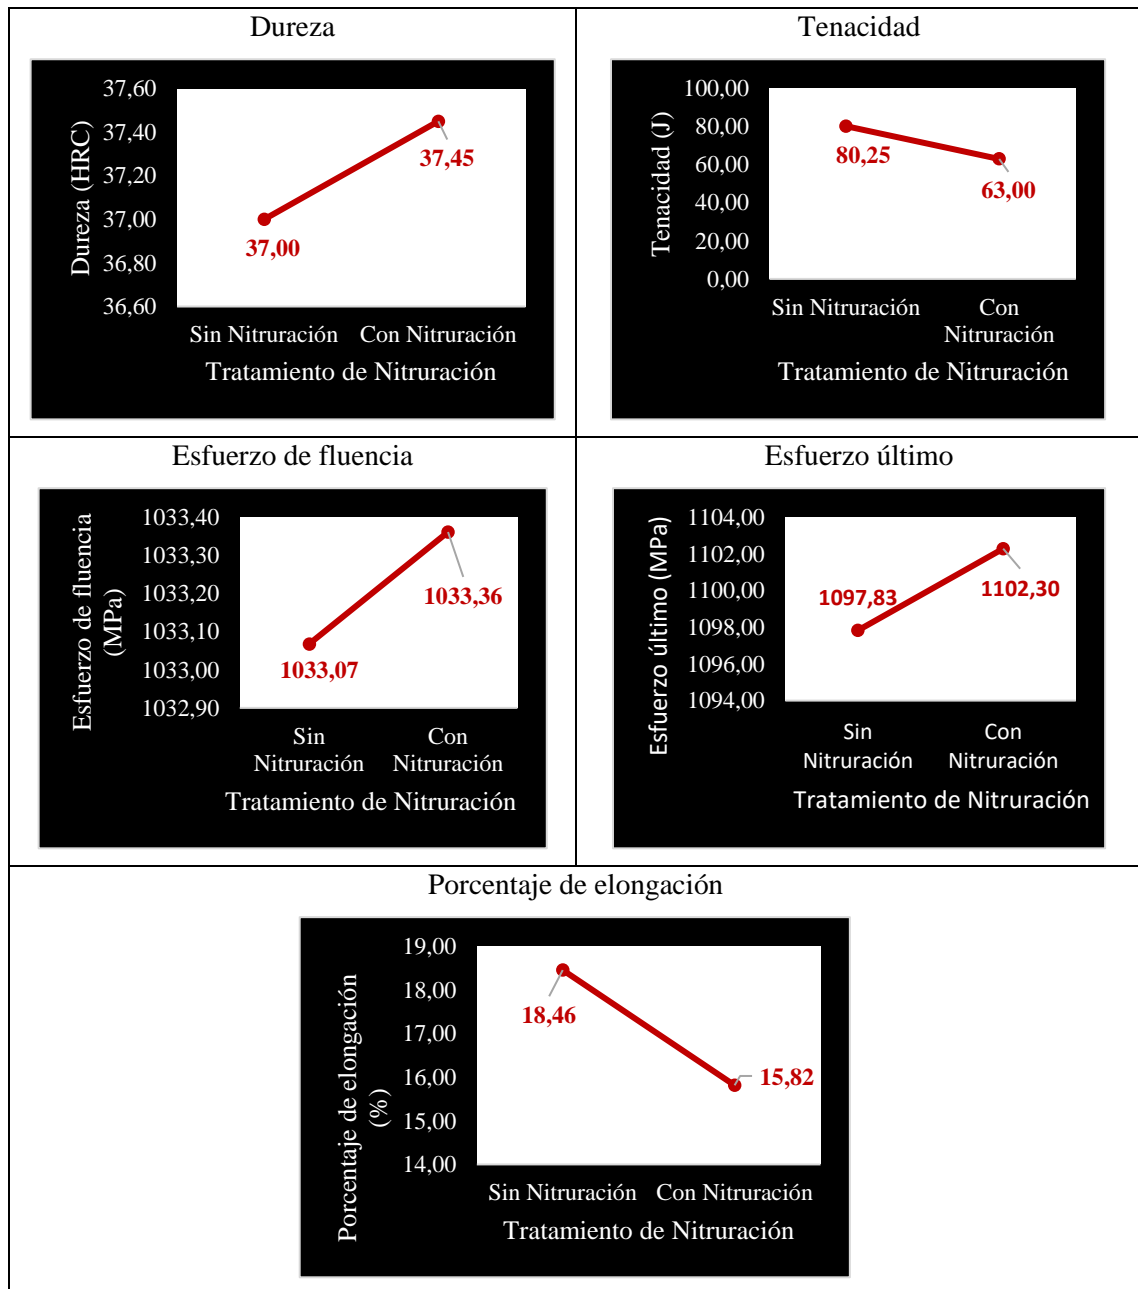 Dureza
37,60
37,40
37,20
37,00
36,80
36,60
Dureza (HRC)
37,00
37,45
Sin Nitruración Con Nitruración
Tratamiento de Nitruración
Tenacidad
100,00
80,00
60,00
40,00
20,00
0,00
Tenacidad (J)
80,25
63,00
Sin Nitruración Con
Nitruración
Tratamiento de Nitruración
Esfuerzo de fluencia
1033,40
1033,30
1033,20
1033,10
1033,00
1032,90
Esfuerzo de fluencia
(MPa)
1033,07
1033,36
Sin Con
Nitruración Nitruración
Tratamiento de Nitruración
Esfuerzo último
1104,00
1102,00
1100,00
1098,00
1096,00
1094,00
Esfuerzo último (MPa)
1097,83
1102,30
Sin Con
Nitruración Nitruración
Tratamiento de Nitruración
Porcentaje de elongación
19,00
18,00
17,00
16,00
15,00
14,00
Porcentaje de elongación
(%)
18,46
15,82
Sin Nitruración Con Nitruración
Tratamiento de Nitruración